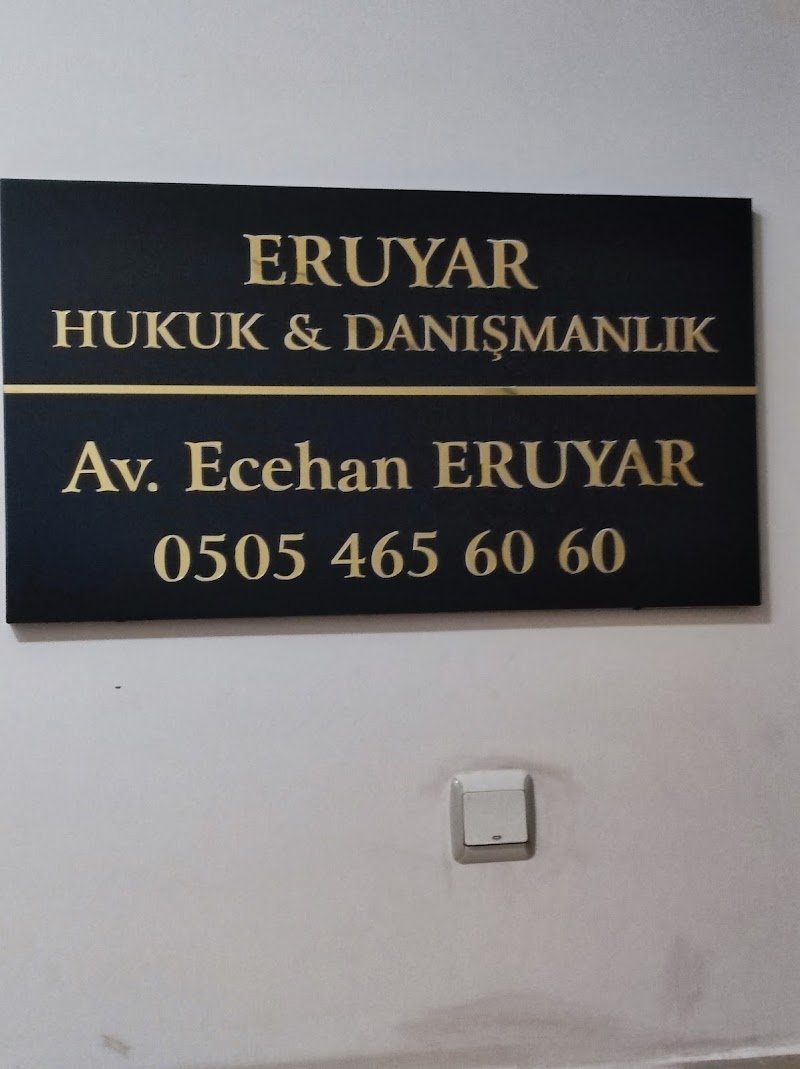 ERUYAR
HUKUK & DANIŞMANLIK
Av. Ecehan ERUYAR
0505 465 60 60